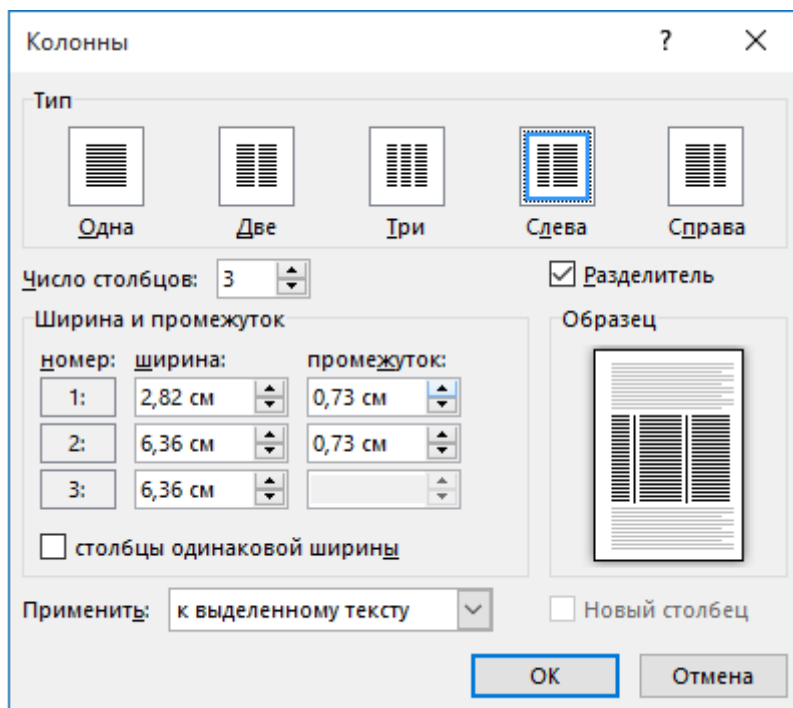 Колонны ?
Тип
Одна Две Три Слева Справа
Число столбцов: 3 Разделитель
Ширина и промежуток Образец
номер: ширина: промежуток:
1: 2,82 см 0,73 см
2: 6,36 см 0,73 см
3: 6,36 см
столбцы одинаковой ширины
Применить: к выделенному тексту Новый столбец
ОК Отмена